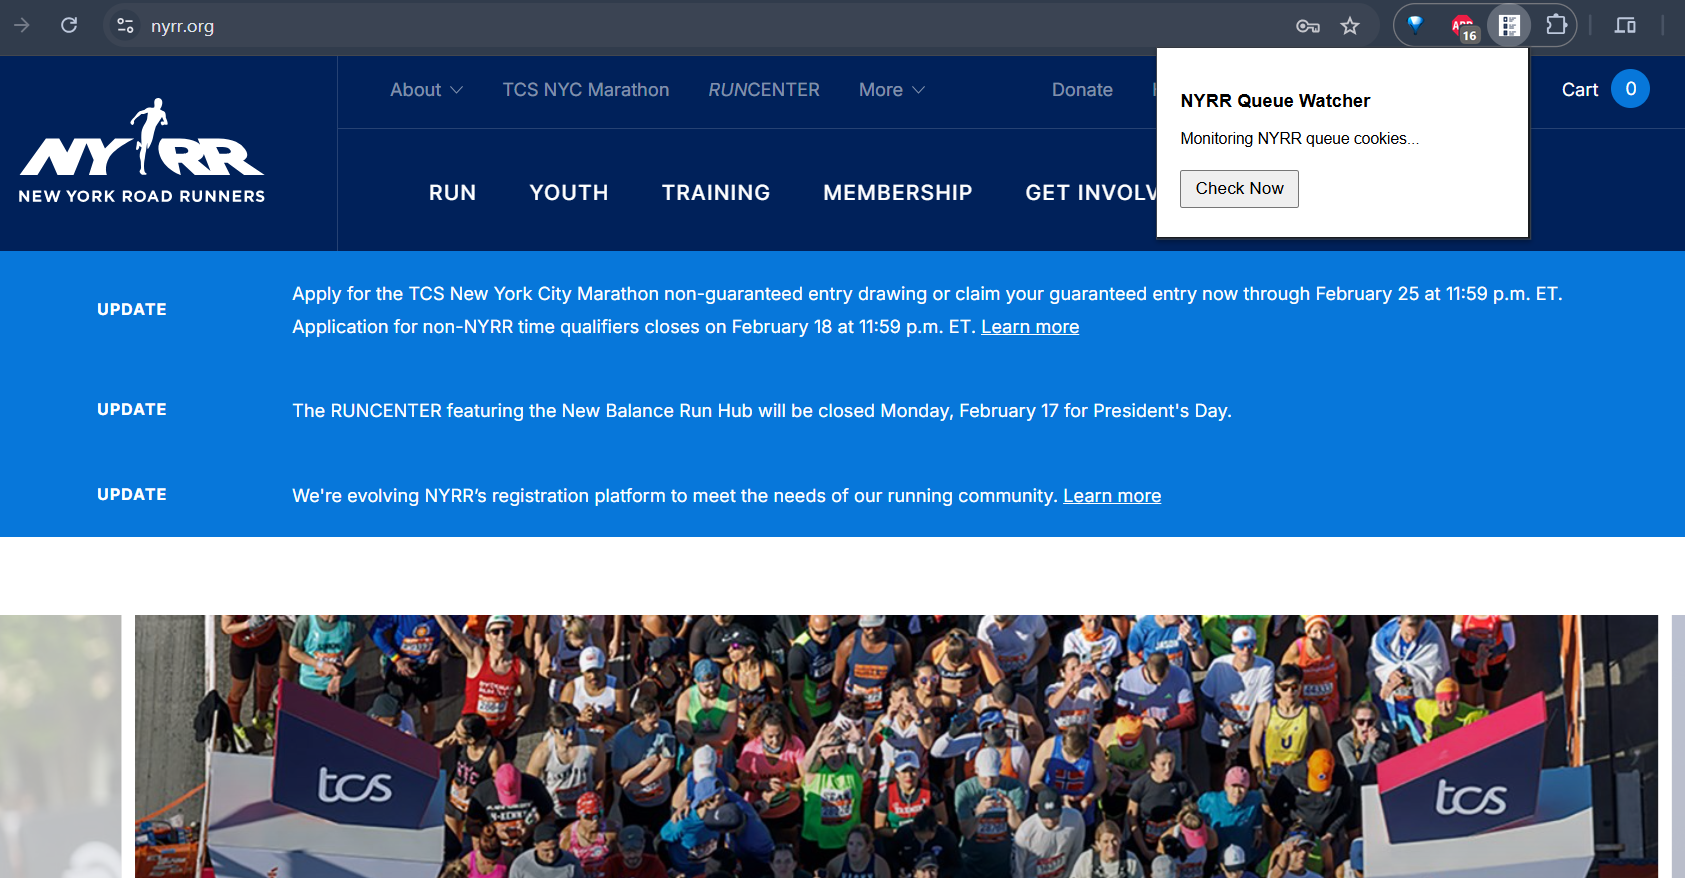 nyrr.org
16
About
TCS NYC Marathon
RUNCENTER
More
Donate
Cart
0
NYRR Queue Watcher
Monitoring NYRR queue cookies...
Check Now
NYRR
NEW YORK ROAD RUNNERS
RUN
YOUTH
TRAINING
MEMBERSHIP
GET INVOLV
UPDATE
Apply for the TCS New York City Marathon non-guaranteed entry drawing or claim your guaranteed entry now through February 25 at 11:59 p.m. ET.
Application for non-NYRR time qualifiers closes on February 18 at 11:59 p.m. ET. Learn more
UPDATE
The RUNCENTER featuring the New Balance Run Hub will be closed Monday, February 17 for President's Day.
UPDATE
We're evolving NYRR’s registration platform to meet the needs of our running community. Learn more
tcs
tcs